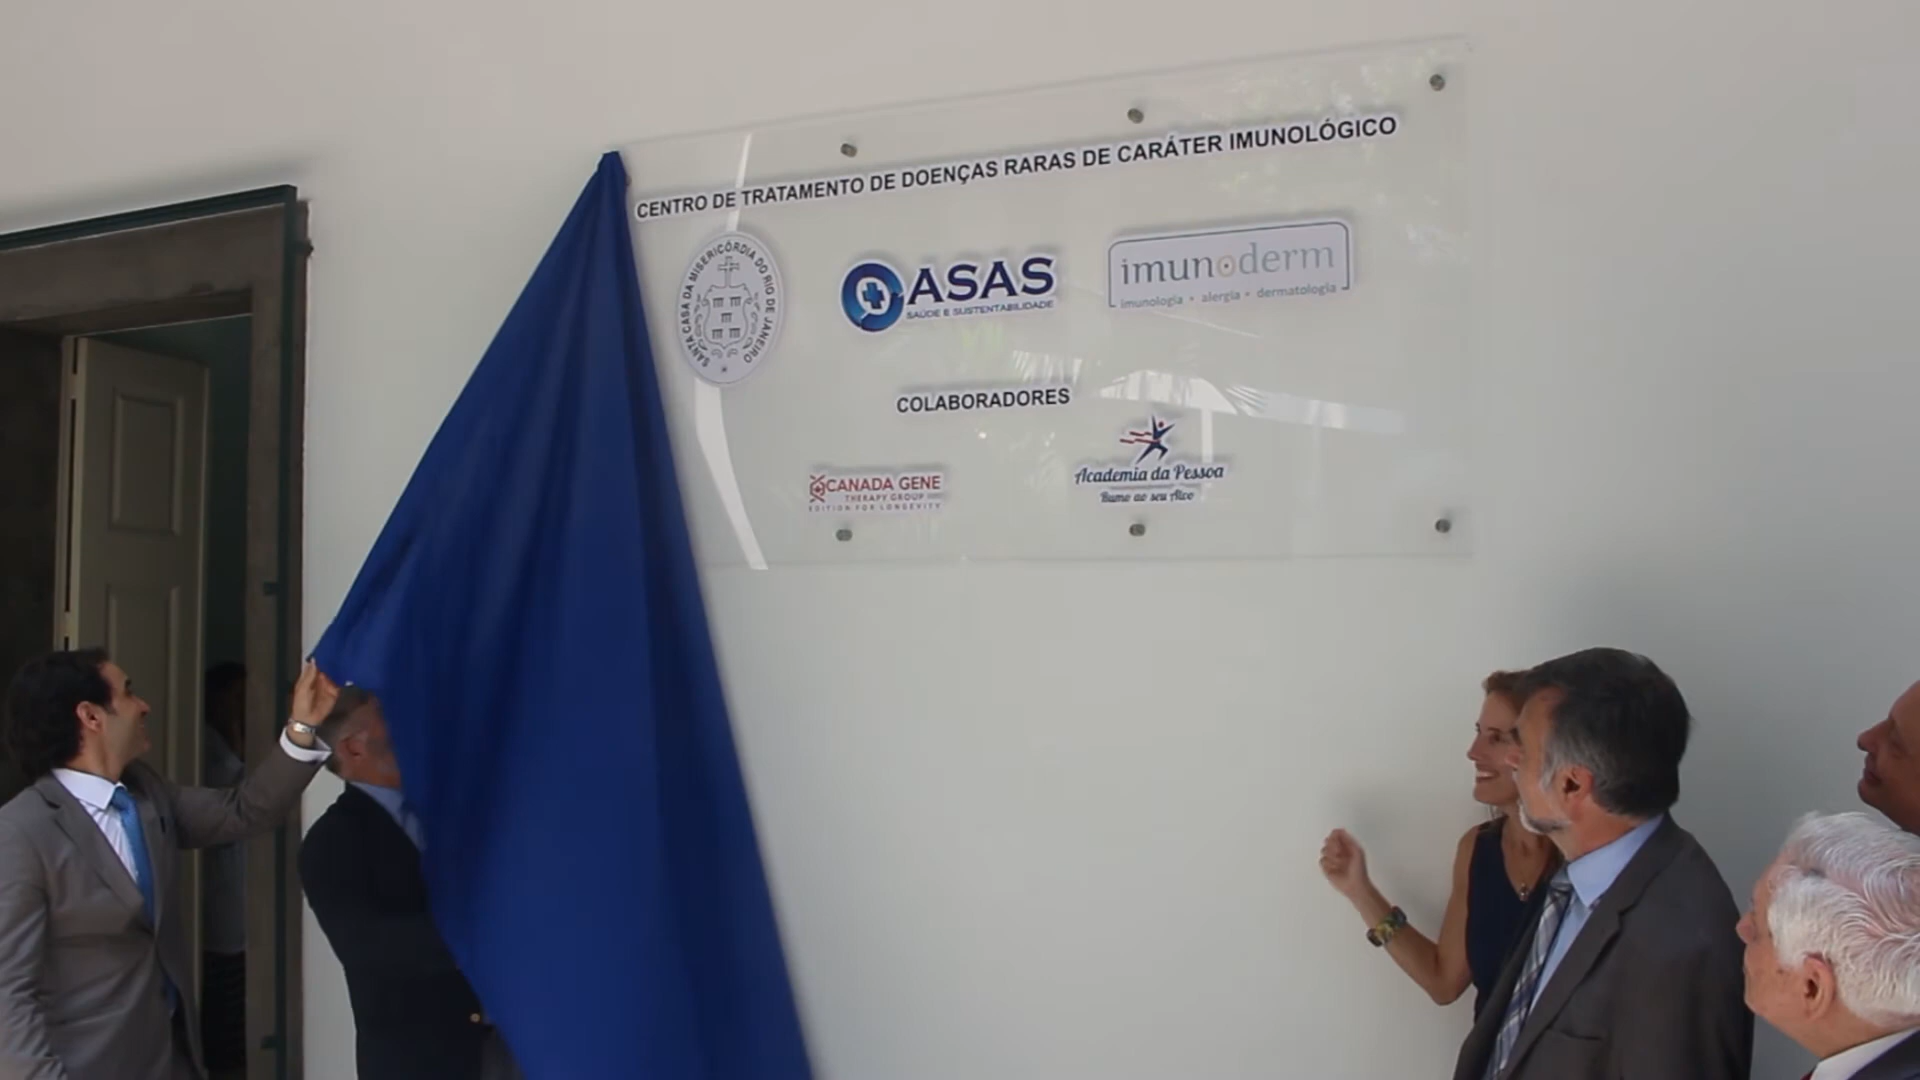 CENTRO DE TRATAMENTO DE DOENÇAS RARAS DE CARÁTER IMUNOLÓGICO
SANTA CASA DA MISERICÓRDIA DO RIO DE JANEIRO
ASAS
SAÚDE E SUSTENTABILIDADE
imunoderm
imunologia • alergia • dermatologia
COLABORADORES
CANADA GENE
THERAPY GROUP
EDITION FOR LONGEVITY
Academia da Pessoa
Rumo ao seu Alvo